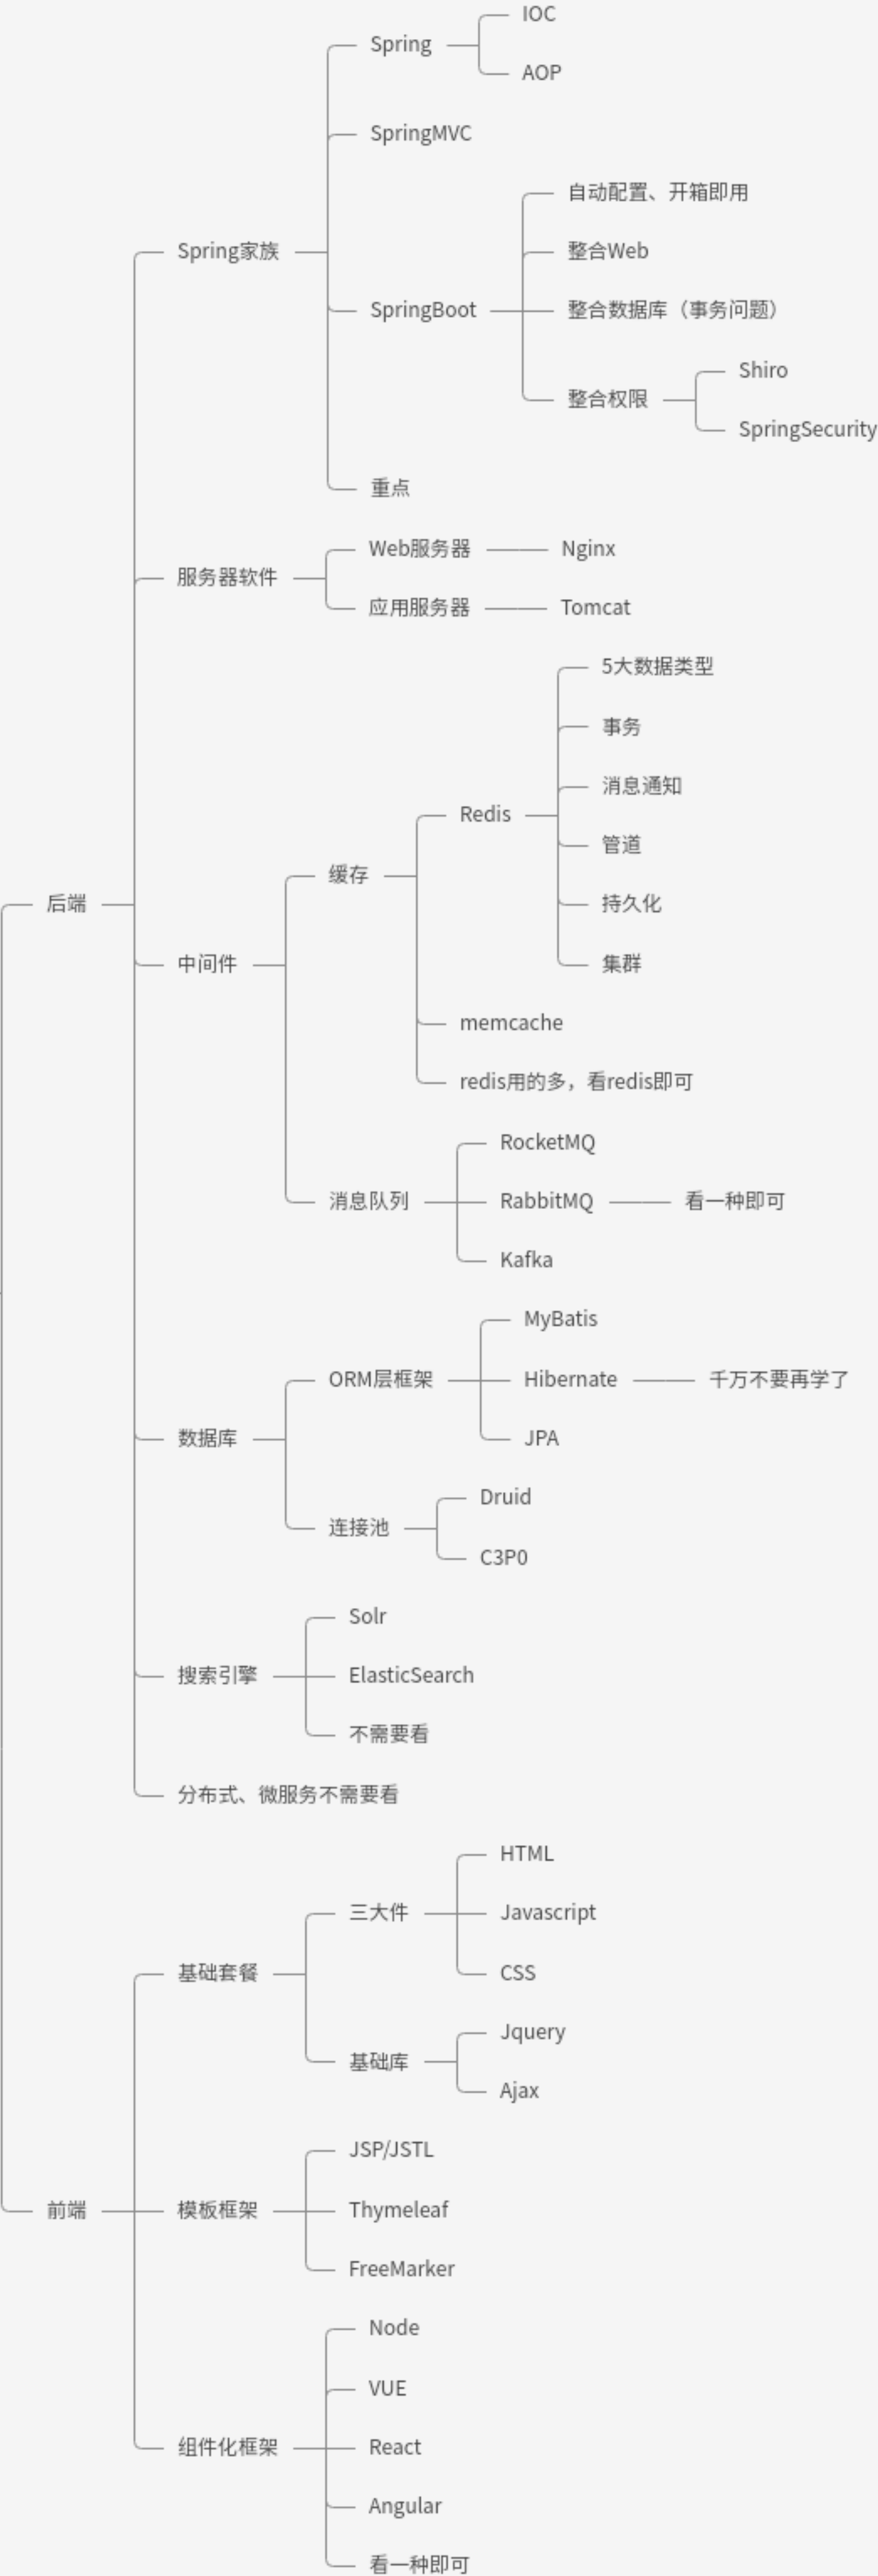 IOC
Spring
AOP
SpringMVC
自动配置、开箱即用
Spring家族
整合Web
SpringBoot
整合数据库（事务问题）
Shiro
整合权限
SpringSecurity
重点
Web服务器
Nginx
服务器软件
应用服务器
Tomcat
5大数据类型
事务
消息通知
Redis
管道
缓存
持久化
后端
集群
中间件
memcache
redis用的多，看redis即可
RocketMQ
消息队列
RabbitMQ
看一种即可
Kafka
MyBatis
ORM层框架
Hibernate
千万不要再学了
数据库
JPA
Druid
连接池
C3P0
Solr
搜索引擎
ElasticSearch
不需要看
分布式、微服务不需要看
HTML
三大件
Javascript
基础套餐
CSS
Jquery
基础库
Ajax
JSP/JSTL
前端
模板框架
Thymeleaf
FreeMarker
Node
VUE
组件化框架
React
Angular
看一种即可